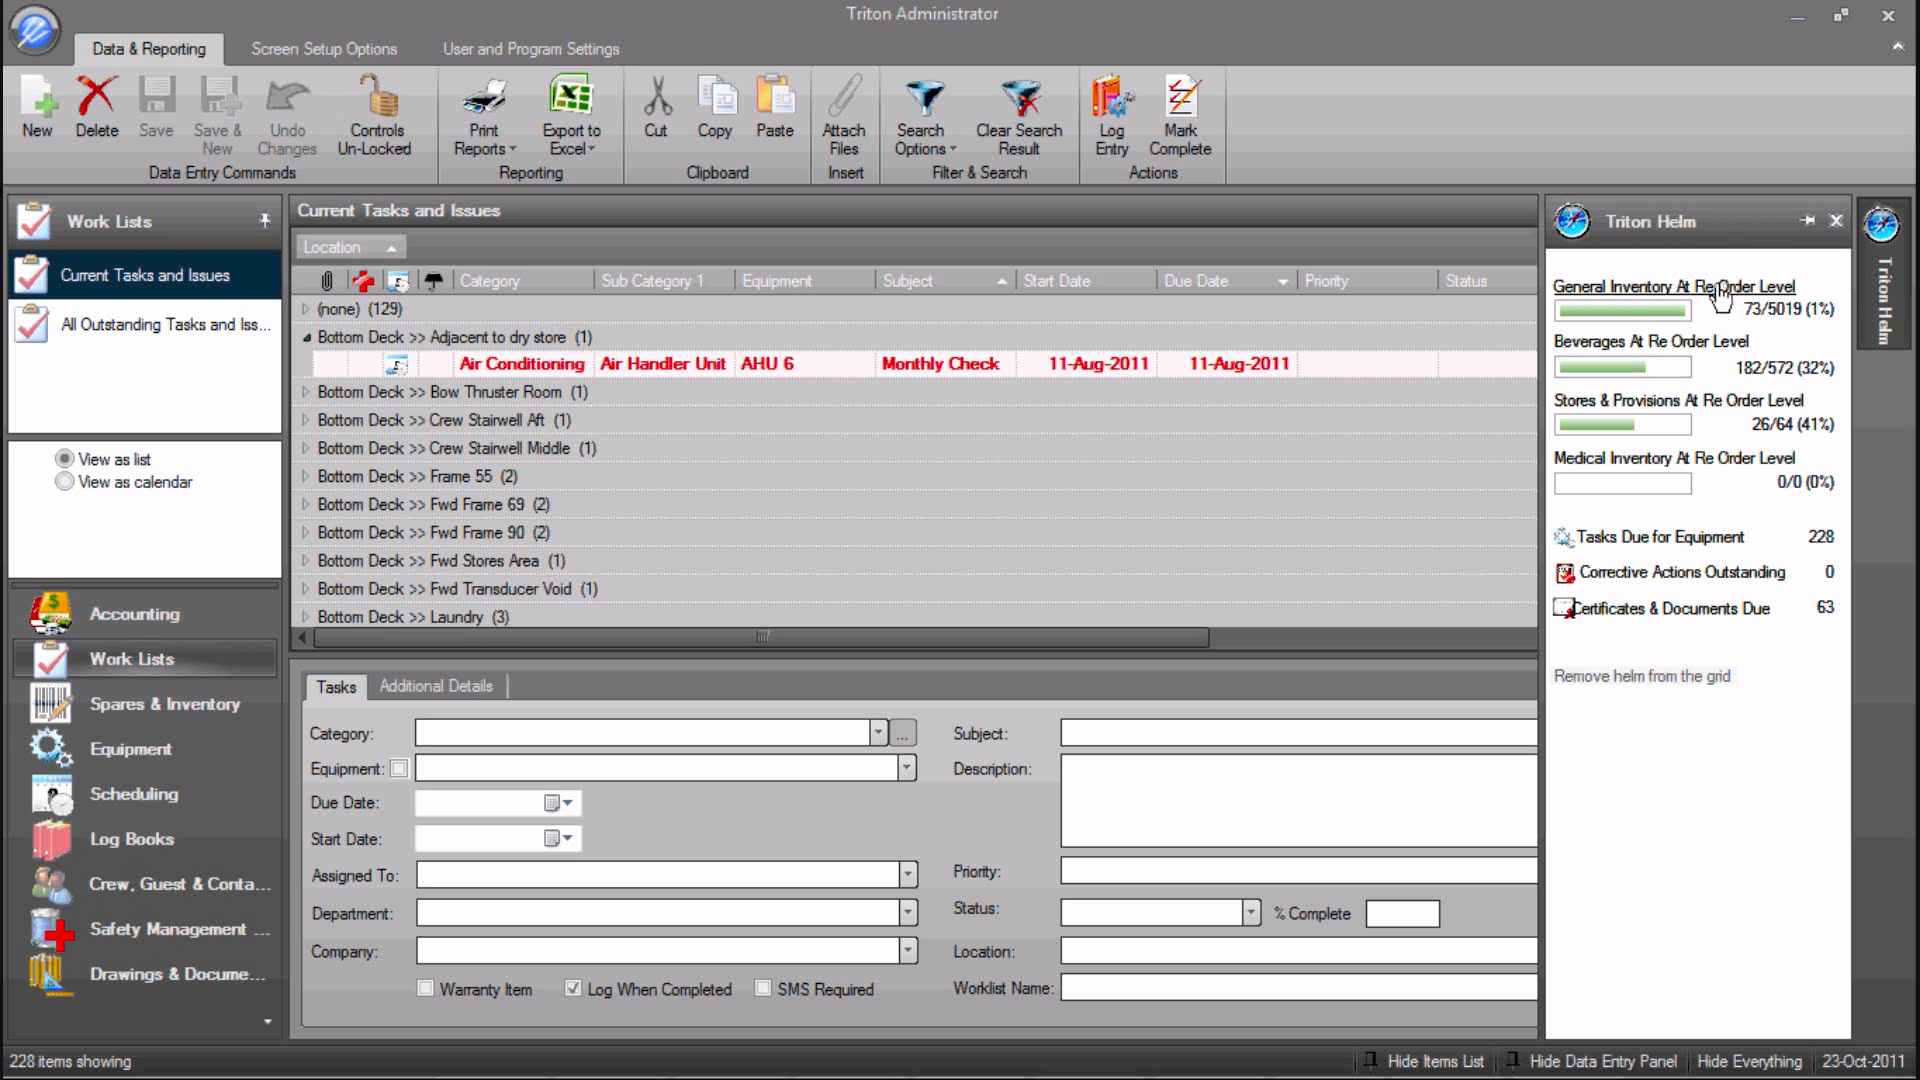 Triton Administrator
Data & Reporting
Screen Setup Options
User and Program Settings
New
Delete
Save
Save & New
Undo Changes
Controls Un-Locked
Print Reports
Export to Excel
Cut
Copy
Paste
Attach Files
Search Options
Clear Search Result
Log Entry
Mark Complete
Data Entry Commands
Reporting
Clipboard
Insert
Filter & Search
Actions
Work Lists
Current Tasks and Issues
All Outstanding Tasks and Iss...
View as list
View as calendar
Accounting
Work Lists
Spares & Inventory
Equipment
Scheduling
Log Books
Crew, Guest & Conta...
Safety Management ...
Drawings & Docume...
Current Tasks and Issues
Location
Category Sub Category 1 Equipment Subject Start Date Due Date Priority Status
(none) (129)
Bottom Deck >> Adjacent to dry store (1)
Air Conditioning Air Handler Unit AHU 6 Monthly Check 11-Aug-2011 11-Aug-2011
Bottom Deck >> Bow Thruster Room (1)
Bottom Deck >> Crew Stairwell Aft (1)
Bottom Deck >> Crew Stairwell Middle (1)
Bottom Deck >> Frame 55 (2)
Bottom Deck >> Fwd Frame 69 (2)
Bottom Deck >> Fwd Frame 90 (2)
Bottom Deck >> Fwd Stores Area (1)
Bottom Deck >> Fwd Transducer Void (1)
Bottom Deck >> Laundry (3)
Tasks
Additional Details
Category:
...
Equipment:
Due Date:
Start Date:
Assigned To:
Department:
Company:
Warranty Item
Log When Completed
SMS Required
Subject:
Description:
Priority:
Status:
% Complete
Location:
Worklist Name:
Triton Helm
General Inventory At Re Order Level
73/5019 (1%)
Beverages At Re Order Level
182/572 (32%)
Stores & Provisions At Re Order Level
26/64 (41%)
Medical Inventory At Re Order Level
0/0 (0%)
Tasks Due for Equipment 228
Corrective Actions Outstanding 0
Certificates & Documents Due 63
Remove helm from the grid
Triton Helm
228 items showing
Hide Items List
Hide Data Entry Panel
Hide Everything
23-Oct-2011